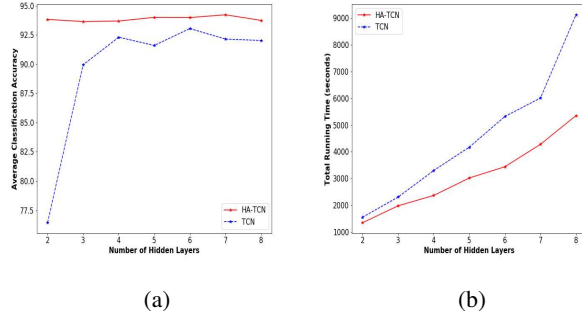 95.0
92.5
90.0
87.5
85.0
82.5
80.0
77.5
Average Classification Accuracy
HA-TCN
TCN
2 3 4 5 6 7 8
Number of Hidden Layers
(a)
HA-TCN
TCN
9000
8000
7000
6000
5000
4000
3000
2000
1000
Total Running Time (seconds)
2 3 4 5 6 7 8
Number of Hidden Layers
(b)